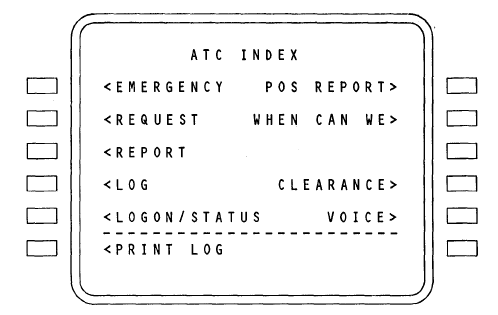 ATC INDEX
<EMERGENCY POS REPORT>
<REQUEST WHEN CAN WE>
<REPORT
<LOG CLEARANCE>
<LOGON/STATUS VOICE>
<PRINT LOG